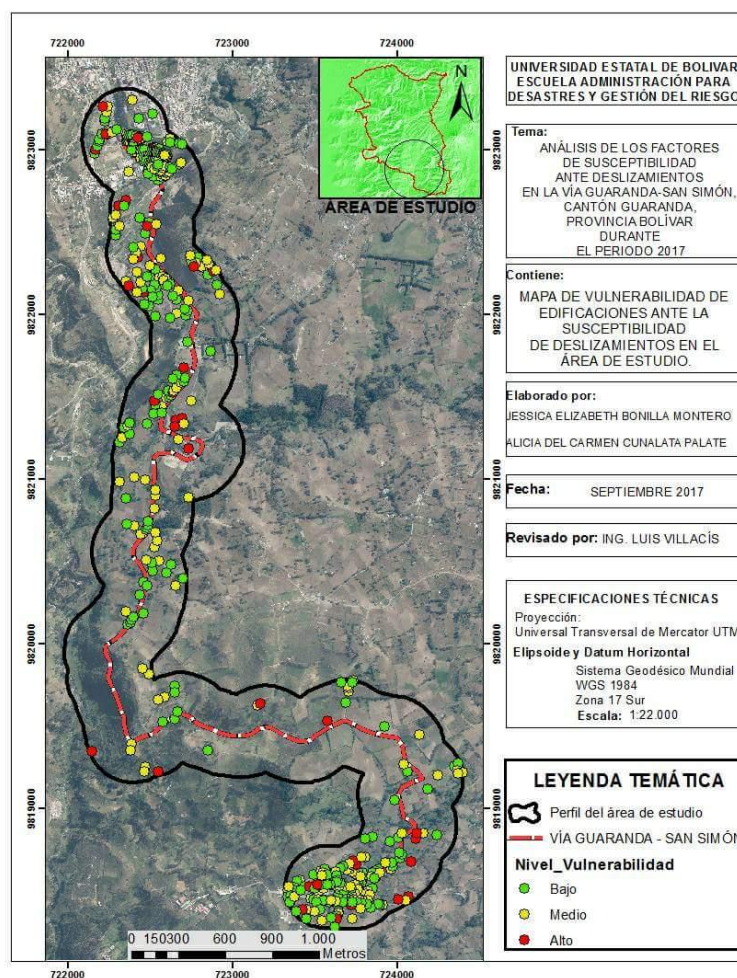 722000 723000 724000
9823000
9822000
9821000
9820000
9819000
N
ÁREA DE ESTUDIO
0 150300 600 900 1.000
Metros
722000 723000 724000
9823000
9822000
9821000
9820000
9819000
UNIVERSIDAD ESTATAL DE BOLIVAR
ESCUELA ADMINISTRACIÓN PARA
DESASTRES Y GESTIÓN DEL RIESGO
Tema:
ANÁLISIS DE LOS FACTORES
DE SUSCEPTIBILIDAD
ANTE DESLIZAMIENTOS
EN LA VÍA GUARANDA-SAN SIMÓN,
CANTÓN GUARANDA,
PROVINCIA BOLÍVAR
DURANTE
EL PERIODO 2017
Contiene:
MAPA DE VULNERABILIDAD DE
EDIFICACIONES ANTE LA
SUSCEPTIBILIDAD
DE DESLIZAMIENTOS EN EL
ÁREA DE ESTUDIO.
Elaborado por:
JESSICA ELIZABETH BONILLA MONTERO
ALICIA DEL CARMEN CUNALATA PALATE
Fecha: SEPTIEMBRE 2017
Revisado por: ING. LUIS VILLACÍS
ESPECIFICACIONES TÉCNICAS
Proyección:
Universal Transversal de Mercator UTM
Elipsoide y Datum Horizontal
Sistema Geodésico Mundial
WGS 1984
Zona 17 Sur
Escala: 1:22.000
LEYENDA TEMÁTICA
Perfil del área de estudio
VÍA GUARANDA - SAN SIMÓN
Nivel_Vulnerabilidad
Bajo
Medio
Alto